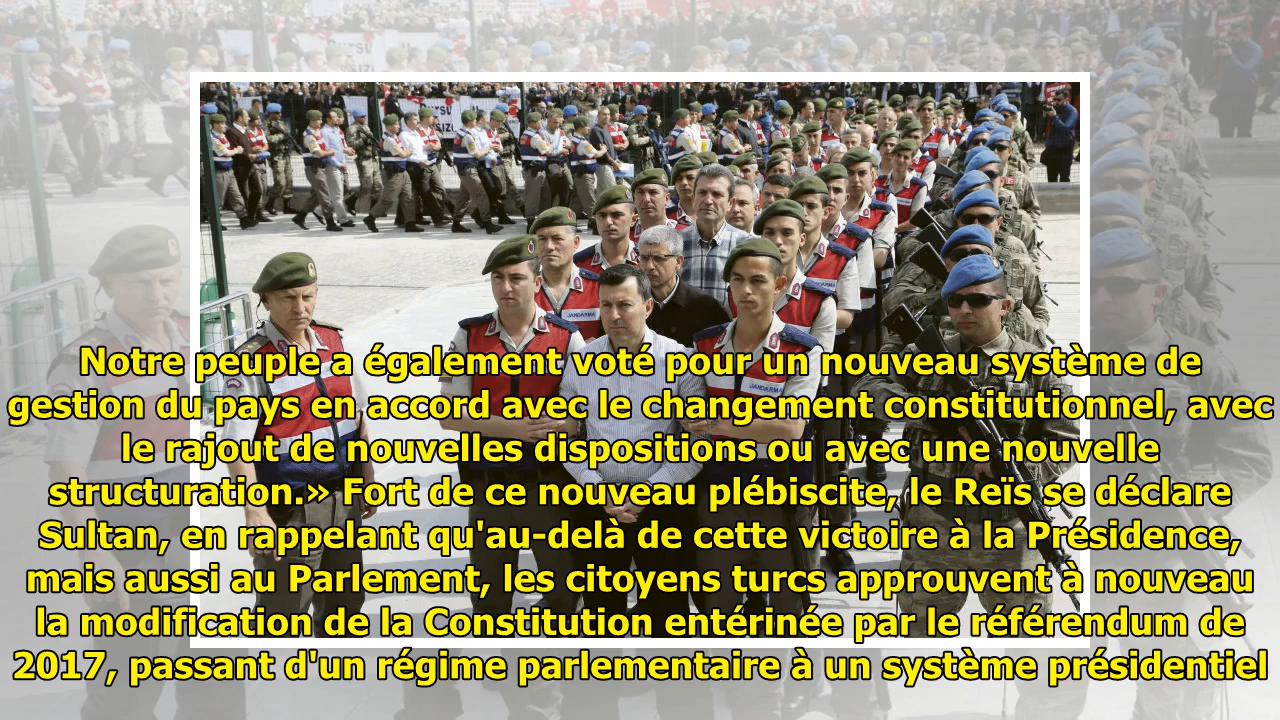 BURSU
SIZI
JANDARMA
JANDARMA
Notre peuple a également voté pour un nouveau système de
gestion du pays en accord avec le changement constitutionnel, avec
le rajout de nouvelles dispositions ou avec une nouvelle
structuration.» Fort de ce nouveau plébiscite, le Reïs se déclare
Sultan, en rappelant qu'au-delà de cette victoire à la Présidence,
mais aussi au Parlement, les citoyens turcs approuvent à nouveau
la modification de la Constitution entérinée par le référendum de
2017, passant d'un régime parlementaire à un système présidentiel